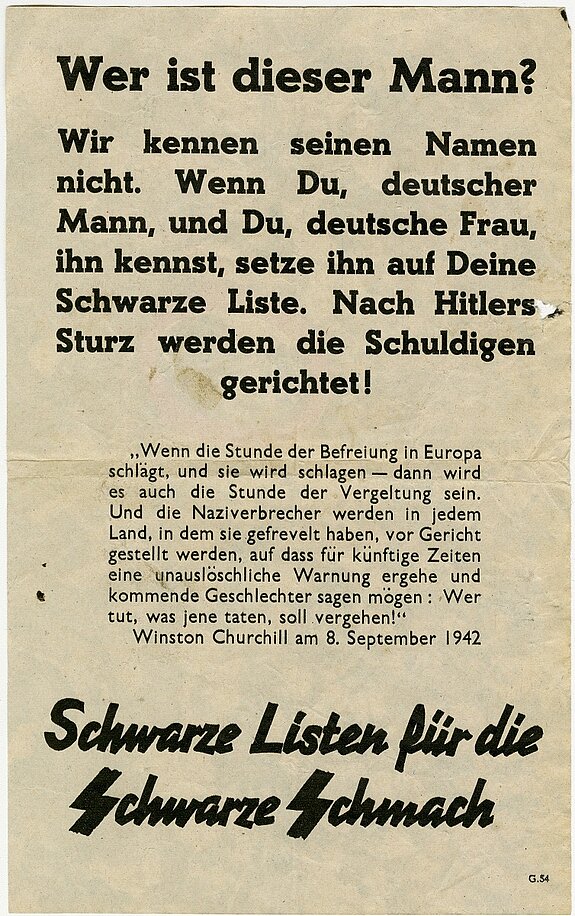 Wer ist dieser Mann?
Wir kennen seinen Namen
nicht. Wenn Du, deutscher
Mann, und Du, deutsche Frau,
ihn kennst, setze ihn auf Deine
Schwarze Liste. Nach Hitlers
Sturz werden die Schuldigen
gerichtet!
„Wenn die Stunde der Befreiung in Europa
schlägt, und sie wird schlagen — dann wird
es auch die Stunde der Vergeltung sein.
Und die Naziverbrecher werden in jedem
Land, in dem sie gefrevelt haben, vor Gericht
gestellt werden, auf dass für künftige Zeiten
eine unauslöschliche Warnung ergehe und
kommende Geschlechter sagen mögen : Wer
tut, was jene taten, soll vergehen!“
Winston Churchill am 8. September 1942
Schwarze Listen für die
Schwarze Schmach
G.54